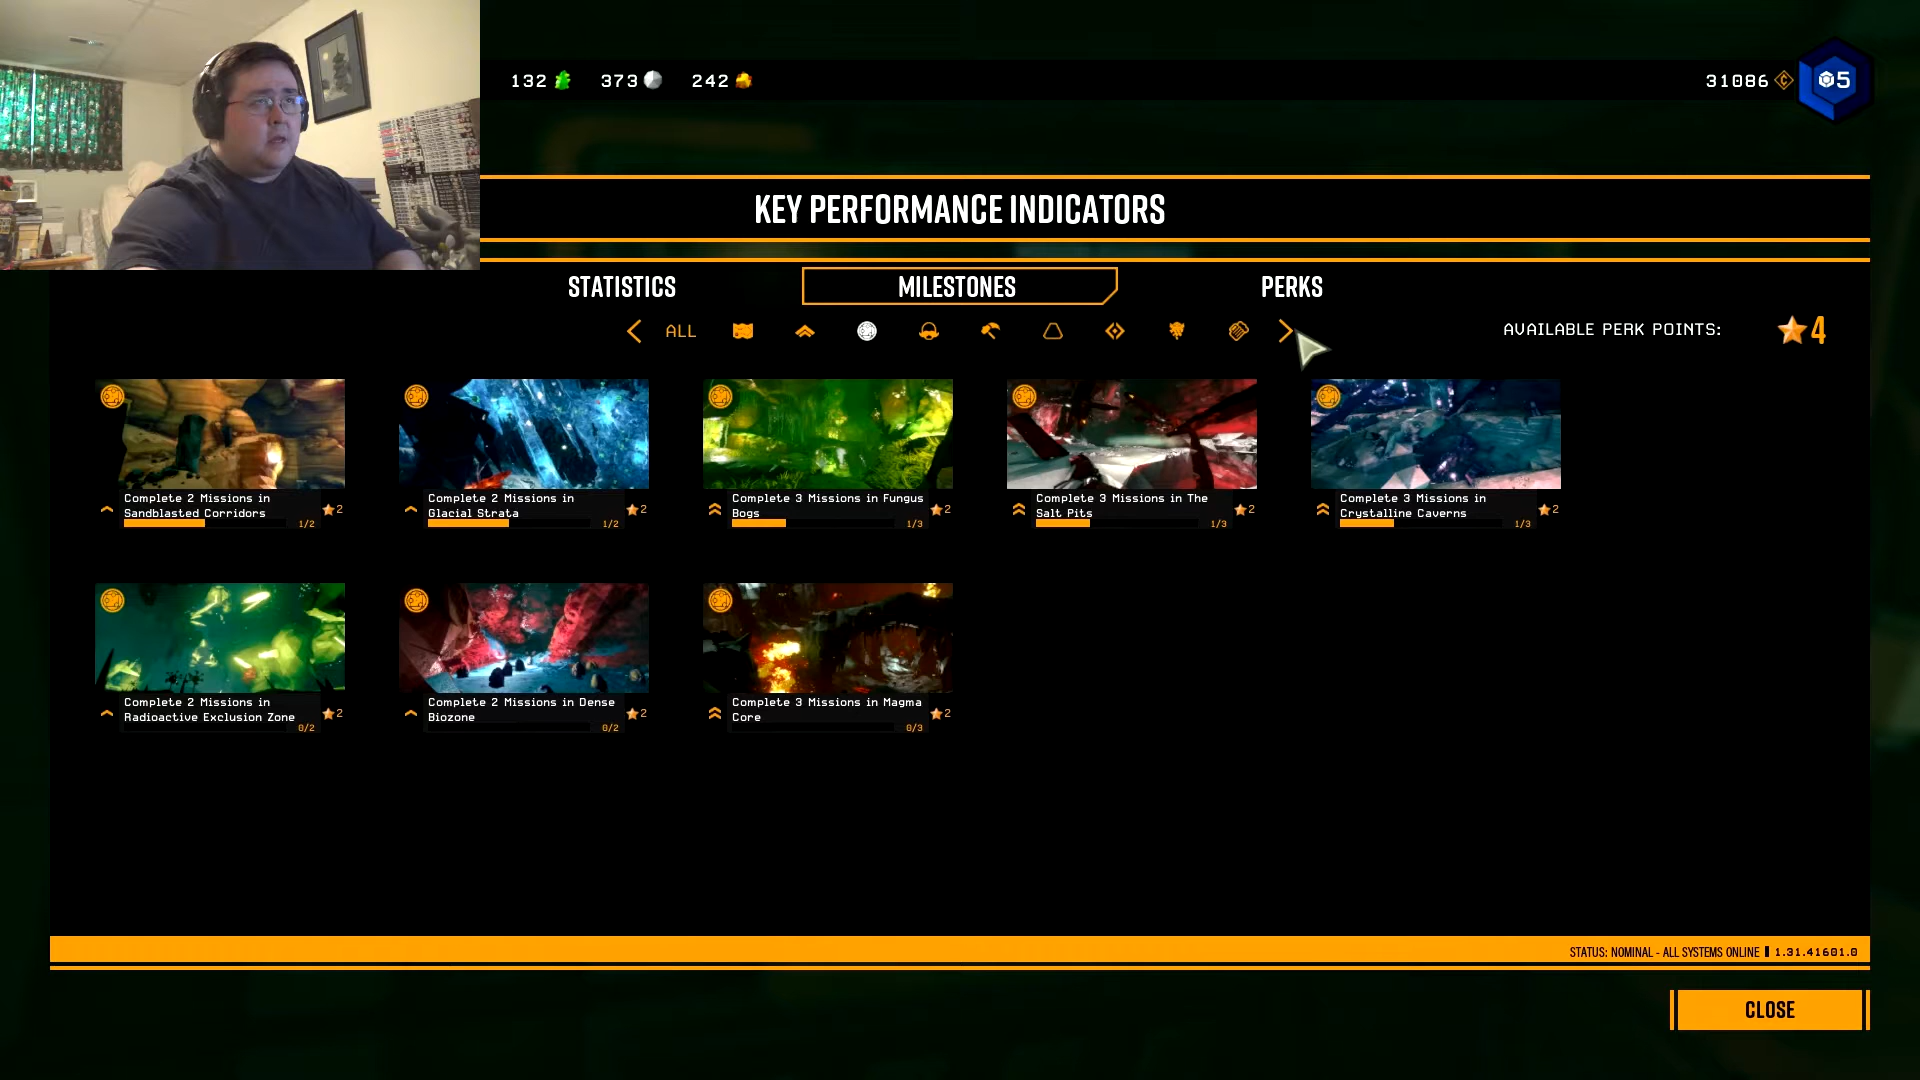 132 373 242
31086 5
KEY PERFORMANCE INDICATORS
STATISTICS MILESTONES PERKS
ALL
AVAILABLE PERK POINTS: 4
Complete 2 Missions in
Sandblasted Corridors
2
1/2
Complete 2 Missions in
Glacial Strata
2
1/2
Complete 3 Missions in Fungus
Bogs
2
1/3
Complete 3 Missions in The
Salt Pits
2
1/3
Complete 3 Missions in
Crystalline Caverns
2
1/3
Complete 2 Missions in
Radioactive Exclusion Zone
2
0/2
Complete 2 Missions in Dense
Biozone
2
0/2
Complete 3 Missions in Magma
Core
2
0/3
STATUS: NOMINAL - ALL SYSTEMS ONLINE 1.31.41601.0
CLOSE